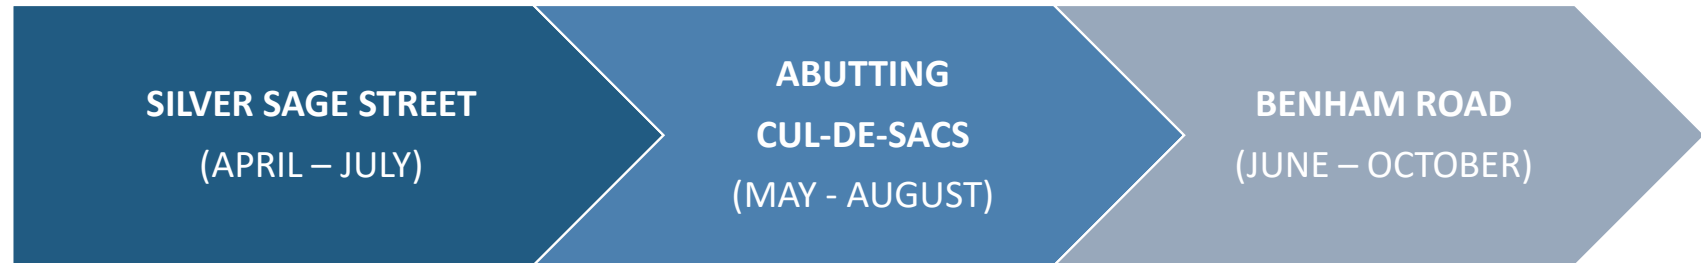 SILVER SAGE STREET
(APRIL – JULY)
ABUTTING
CUL-DE-SACS
(MAY - AUGUST)
BENHAM ROAD
(JUNE – OCTOBER)